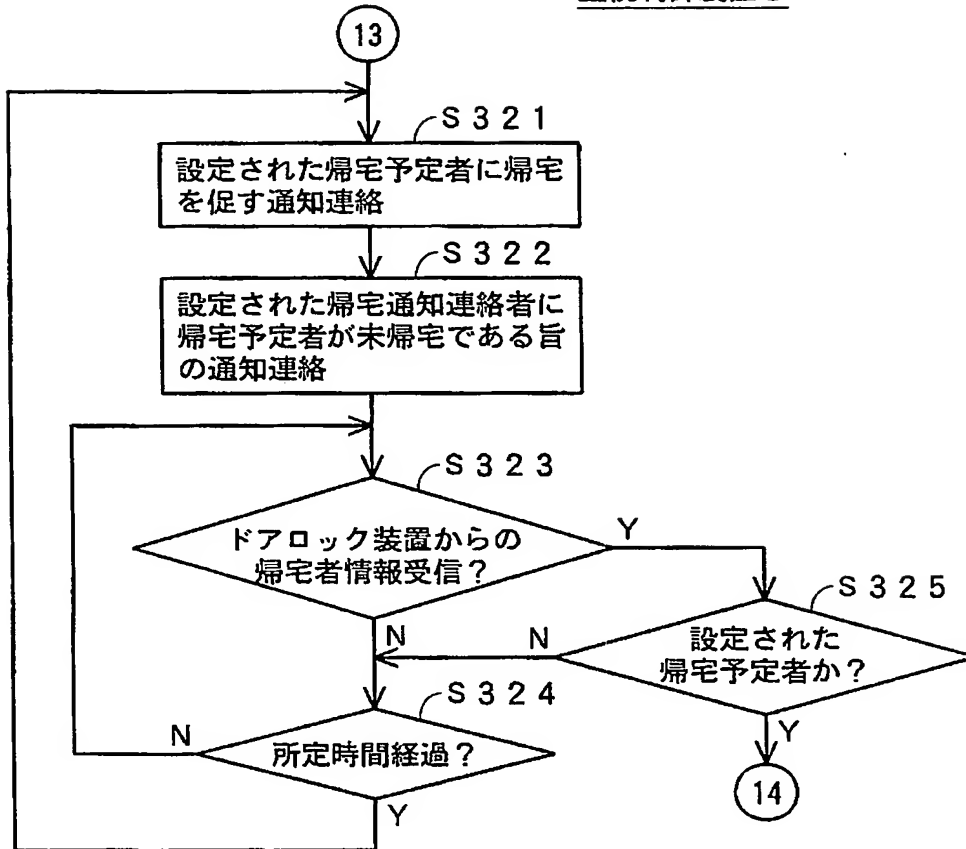 13
S321
設定された帰宅予定者に帰宅
を促す通知連絡
S322
設定された帰宅通知連絡者に
帰宅予定者が未帰宅である旨
の通知連絡
S323
ドアロック装置からの
帰宅者情報受信？
Y
N
S325
設定された
帰宅予定者か？
N
Y
S324
所定時間経過？
N
Y
14